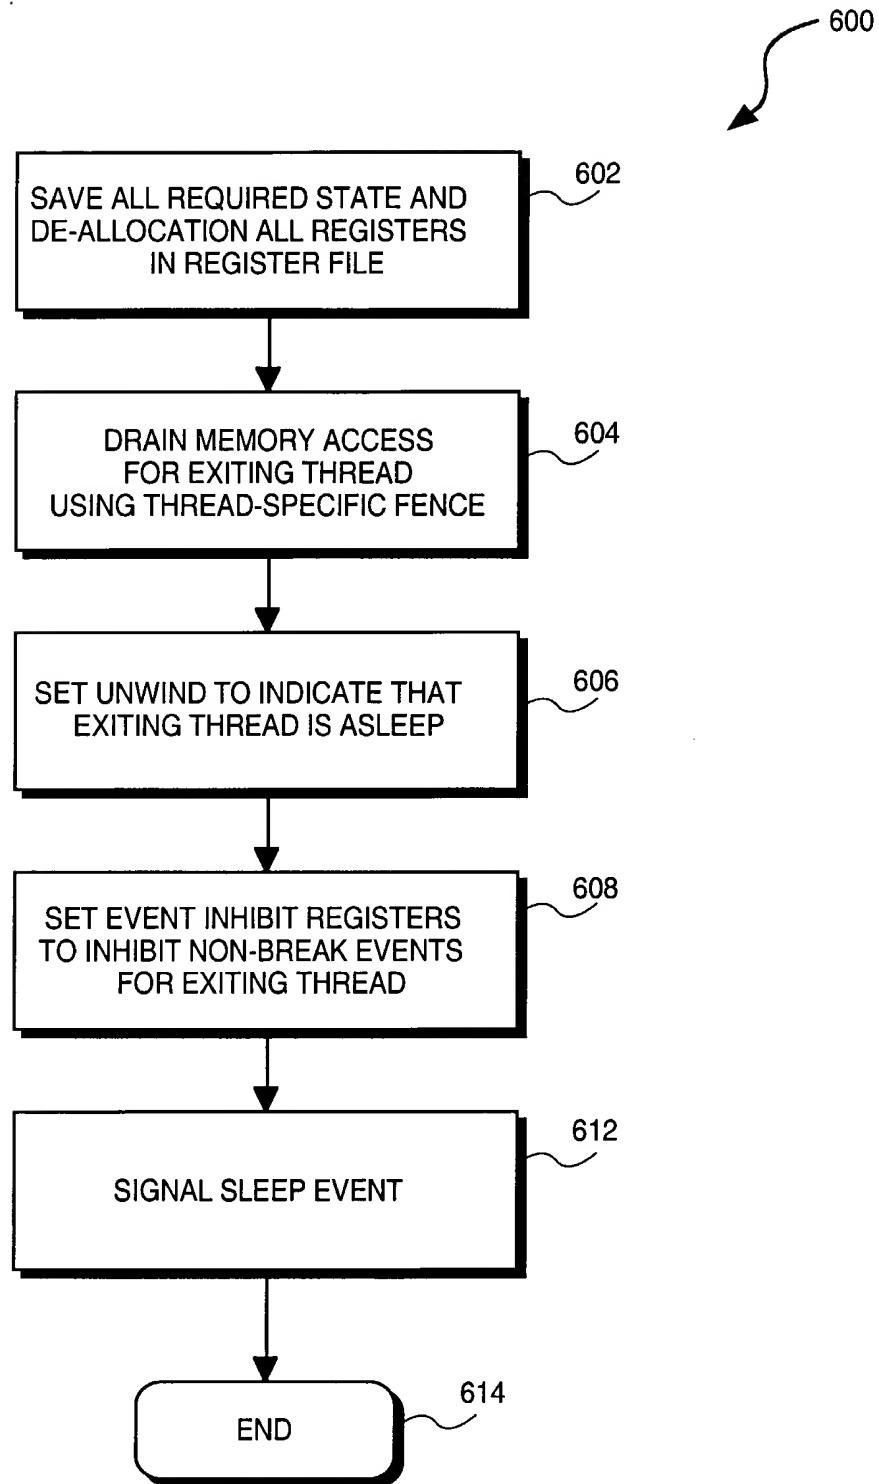 600
SAVE ALL REQUIRED STATE AND
DE-ALLOCATION ALL REGISTERS
IN REGISTER FILE
602
DRAIN MEMORY ACCESS
FOR EXITING THREAD
USING THREAD-SPECIFIC FENCE
604
SET UNWIND TO INDICATE THAT
EXITING THREAD IS ASLEEP
606
SET EVENT INHIBIT REGISTERS
TO INHIBIT NON-BREAK EVENTS
FOR EXITING THREAD
608
SIGNAL SLEEP EVENT
612
END
614